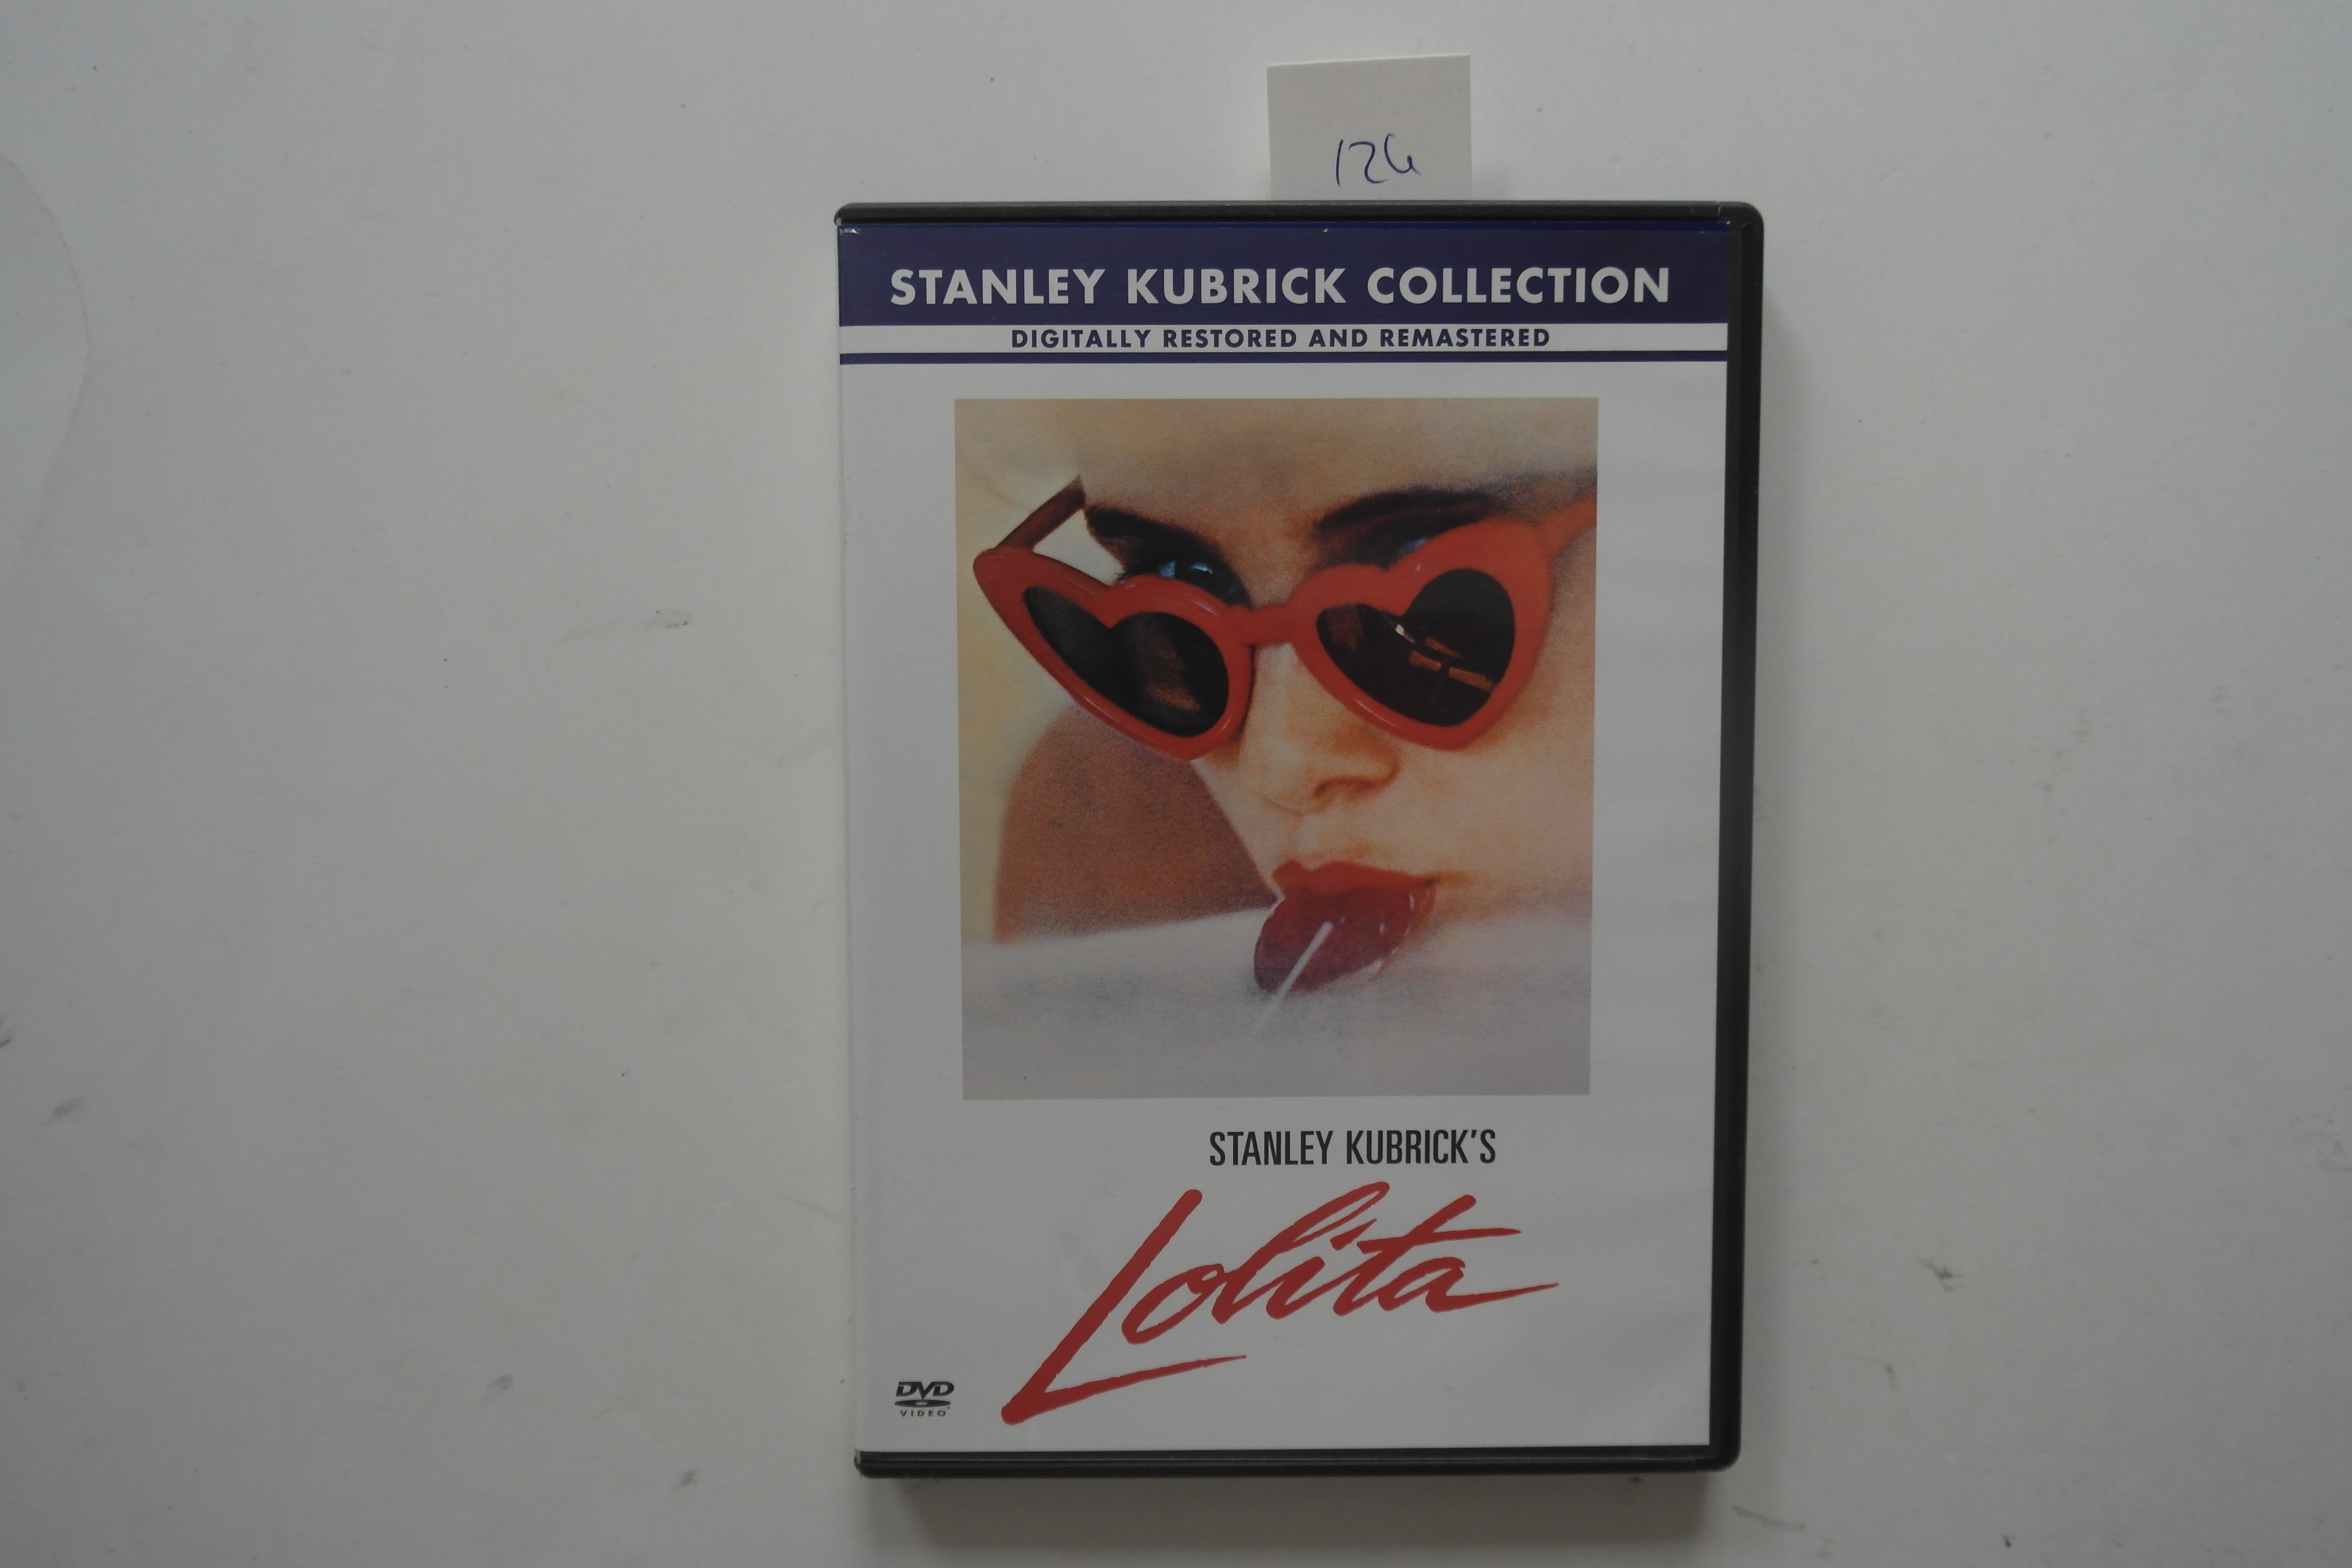 126
STANLEY KUBRICK COLLECTION
DIGITALLY RESTORED AND REMASTERED
STANLEY KUBRICK'S
Lolita
DVD
VIDEO